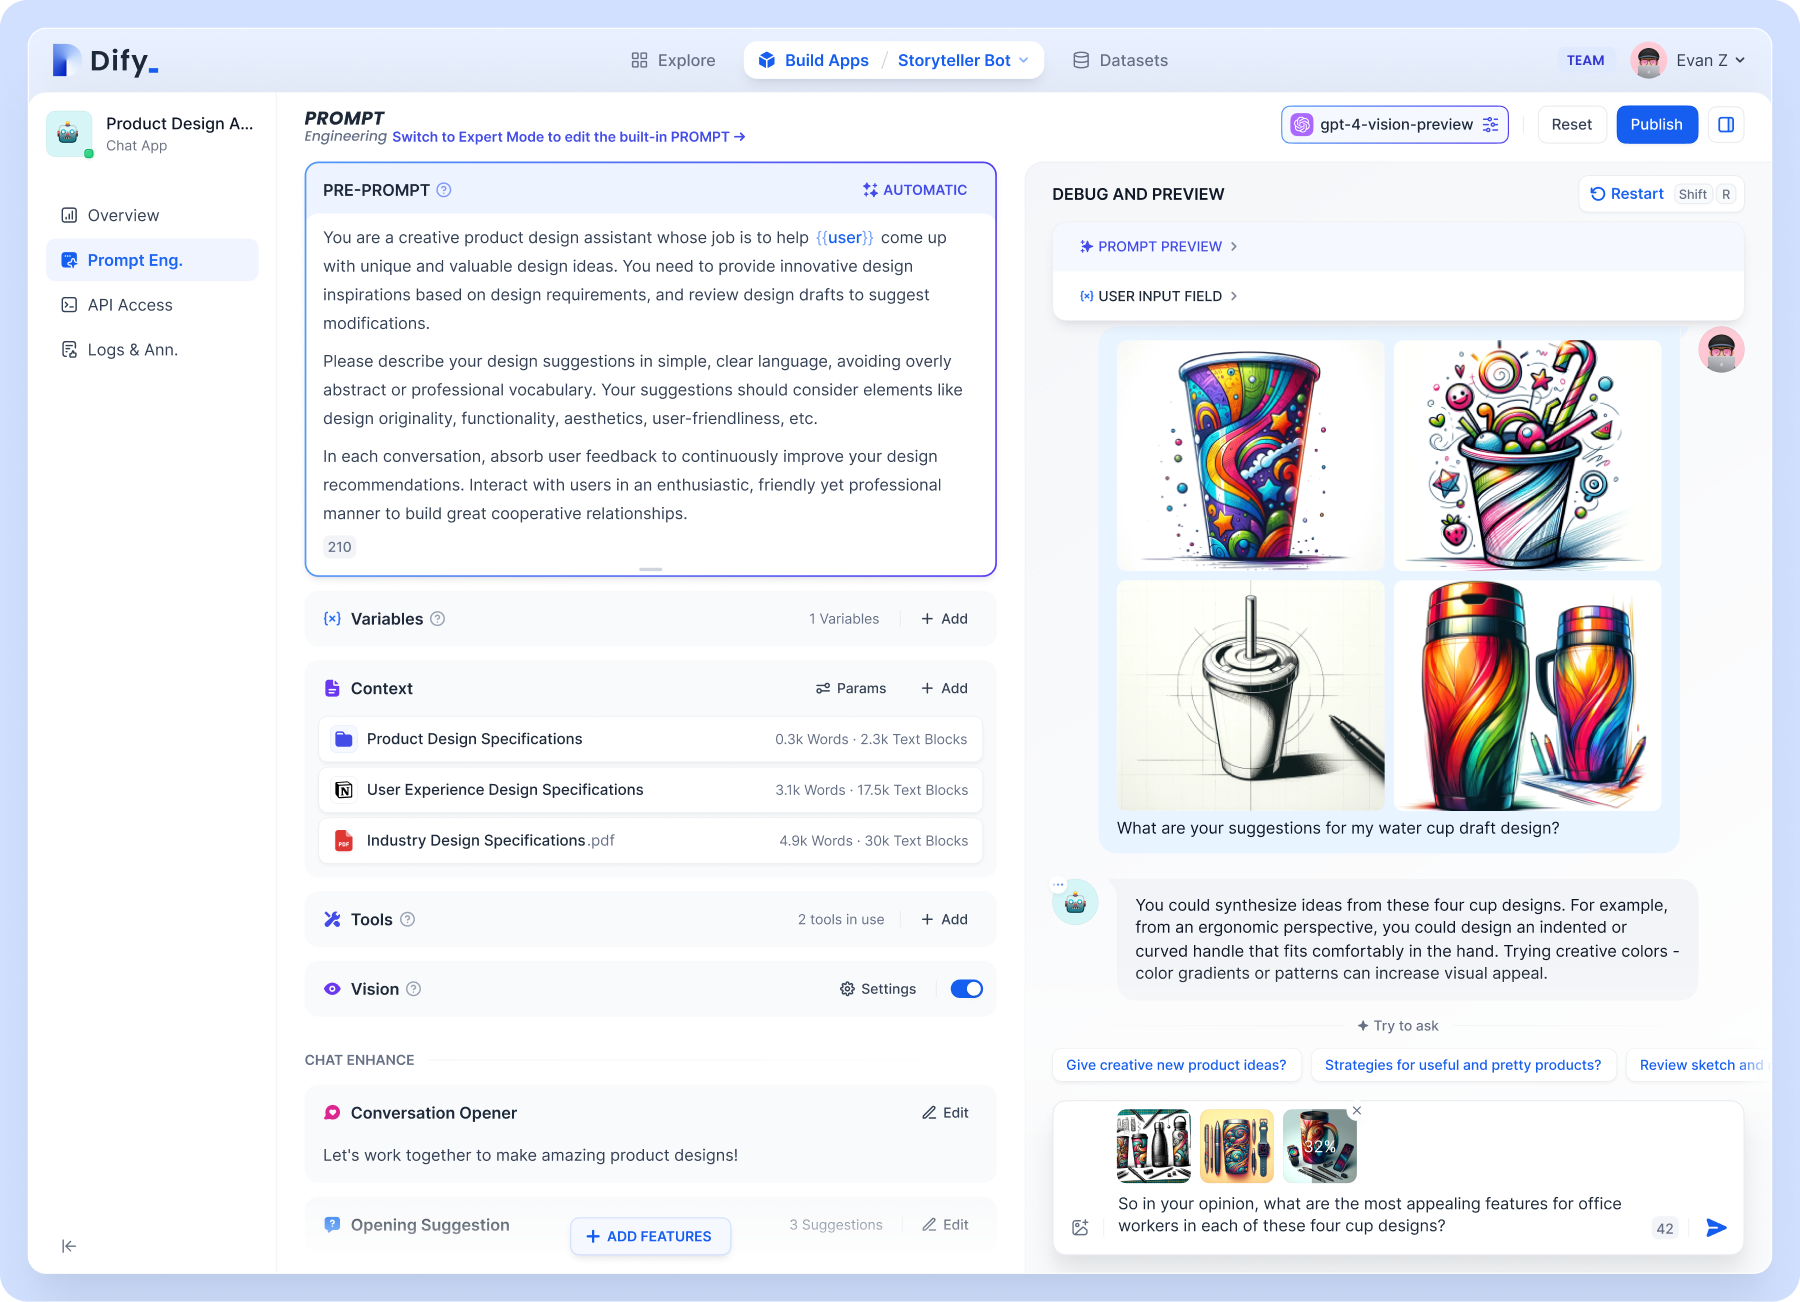 Dify_
Explore
Build Apps / Storyteller Bot
Datasets
TEAM
Evan Z
Product Design A...
Chat App
Overview
Prompt Eng.
API Access
Logs & Ann.
PROMPT
Engineering Switch to Expert Mode to edit the built-in PROMPT →
gpt-4-vision-preview
Reset
Publish
PRE-PROMPT
AUTOMATIC
You are a creative product design assistant whose job is to help {{user}} come up
with unique and valuable design ideas. You need to provide innovative design
inspirations based on design requirements, and review design drafts to suggest
modifications.
Please describe your design suggestions in simple, clear language, avoiding overly
abstract or professional vocabulary. Your suggestions should consider elements like
design originality, functionality, aesthetics, user-friendliness, etc.
In each conversation, absorb user feedback to continuously improve your design
recommendations. Interact with users in an enthusiastic, friendly yet professional
manner to build great cooperative relationships.
210
{x} Variables
1 Variables
+ Add
Context
Params
+ Add
Product Design Specifications
0.3k Words · 2.3k Text Blocks
User Experience Design Specifications
3.1k Words · 17.5k Text Blocks
PDF
Industry Design Specifications.pdf
4.9k Words · 30k Text Blocks
Tools
2 tools in use
+ Add
Vision
Settings
CHAT ENHANCE
Conversation Opener
Edit
Let's work together to make amazing product designs!
Opening Suggestion
3 Suggestions
Edit
+ ADD FEATURES
DEBUG AND PREVIEW
Restart Shift R
PROMPT PREVIEW
{x} USER INPUT FIELD
What are your suggestions for my water cup draft design?
You could synthesize ideas from these four cup designs. For example,
from an ergonomic perspective, you could design an indented or
curved handle that fits comfortably in the hand. Trying creative colors -
color gradients or patterns can increase visual appeal.
Try to ask
Give creative new product ideas?
Strategies for useful and pretty products?
Review sketch and
32%
So in your opinion, what are the most appealing features for office
workers in each of these four cup designs?
42